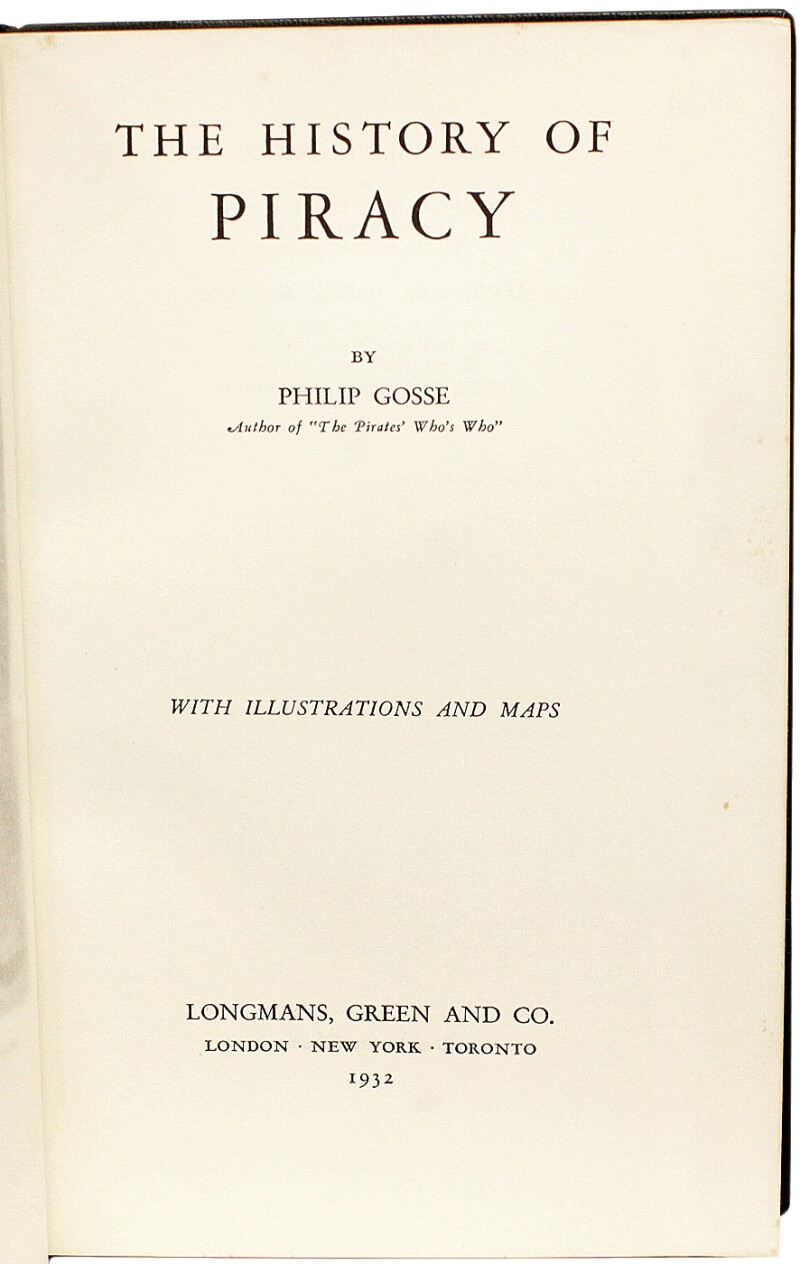 THE HISTORY OF
PIRACY
BY
PHILIP GOSSE
Author of "The Pirates' Who's Who"
WITH ILLUSTRATIONS AND MAPS
LONGMANS, GREEN AND CO.
LONDON · NEW YORK · TORONTO
1932